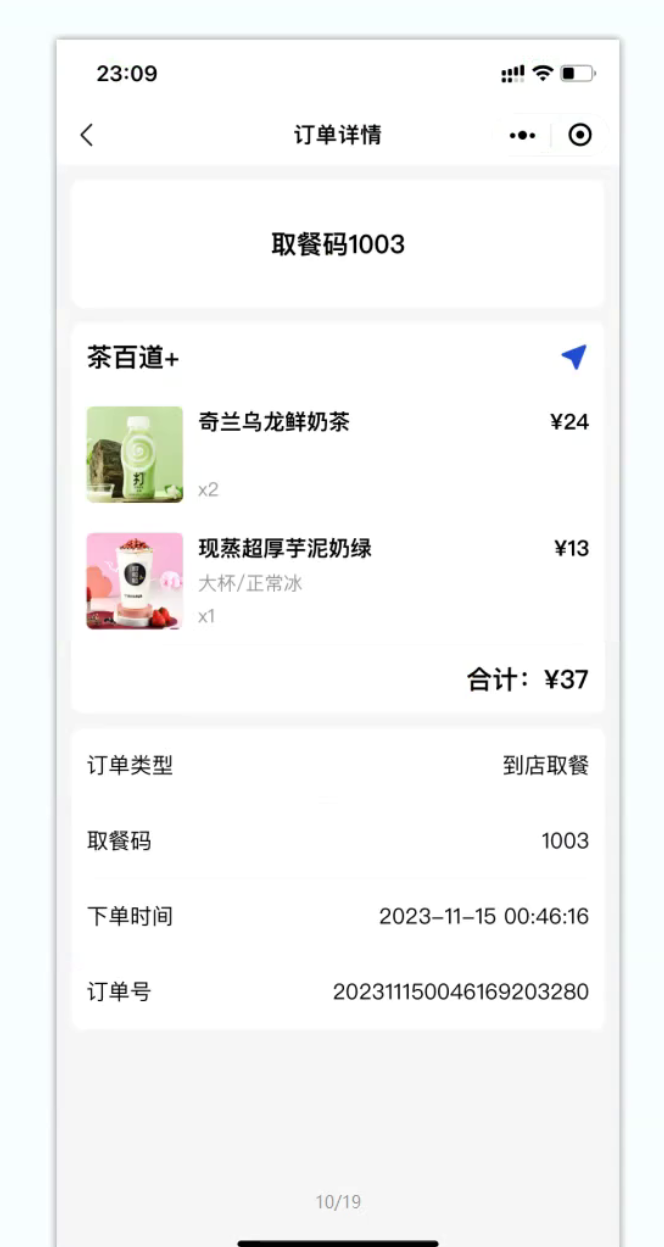 23:09
订单详情
取餐码1003
茶百道+
奇兰乌龙鲜奶茶 ¥24
x2
现蒸超厚芋泥奶绿 ¥13
大杯/正常冰
x1
合计：¥37
订单类型 到店取餐
取餐码 1003
下单时间 2023-11-15 00:46:16
订单号 202311150046169203280
10/19